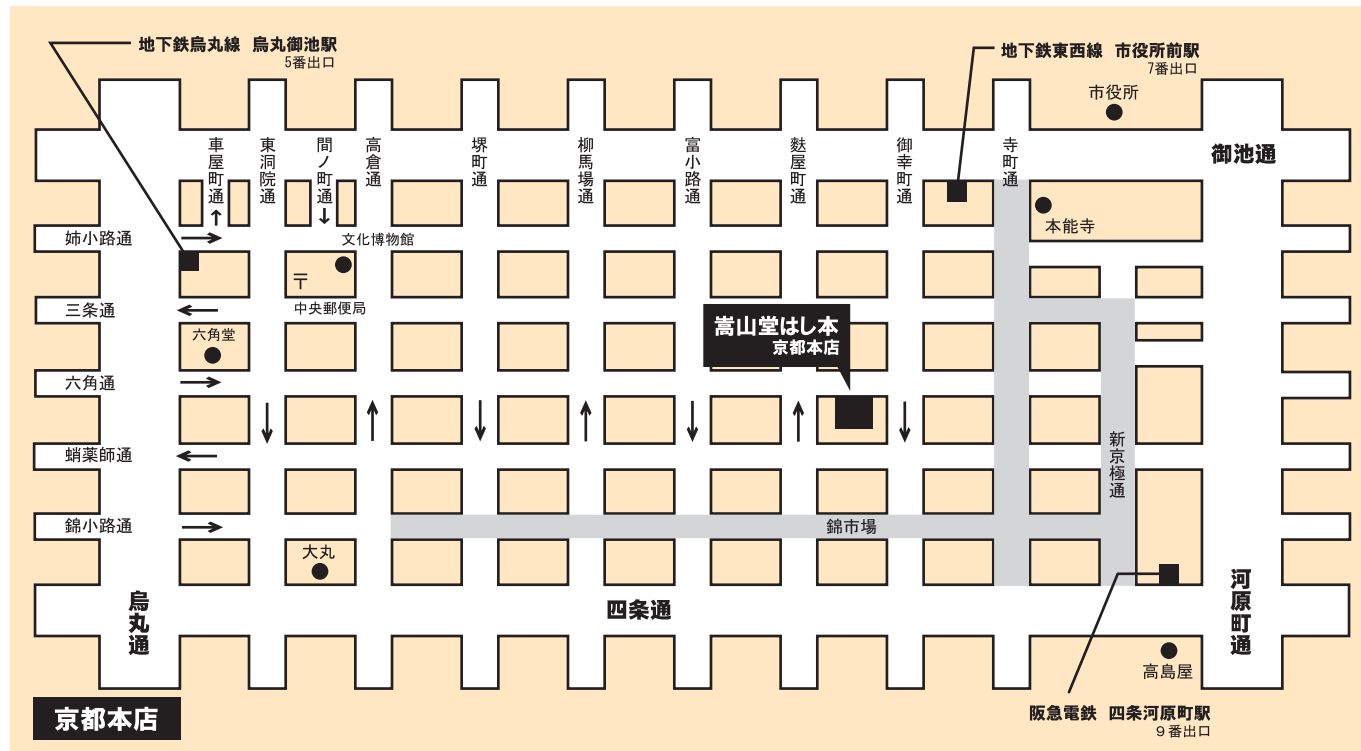 地下鉄烏丸線 烏丸御池駅
5番出口
地下鉄東西線 市役所前駅
7番出口
市役所
御池通
車屋町通
東洞院通
間ノ町通
高倉通
堺町通
柳馬場通
富小路通
麩屋町通
御幸町通
寺町通
本能寺
姉小路通
文化博物館
〒
中央郵便局
三条通
六角堂
嵩山堂はし本
京都本店
六角通
蛸薬師通
新京極通
錦小路通
錦市場
大丸
烏丸通
四条通
河原町通
高島屋
阪急電鉄 四条河原町駅
9番出口
京都本店